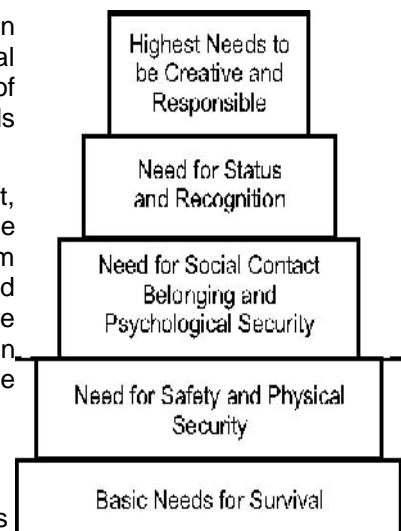 Highest Needs to
be Creative and
Responsible
Need for Status
and Recognition
Need for Social Contact
Belonging and
Psychological Security
Need for Safety and Physical
Security
Basic Needs for Survival